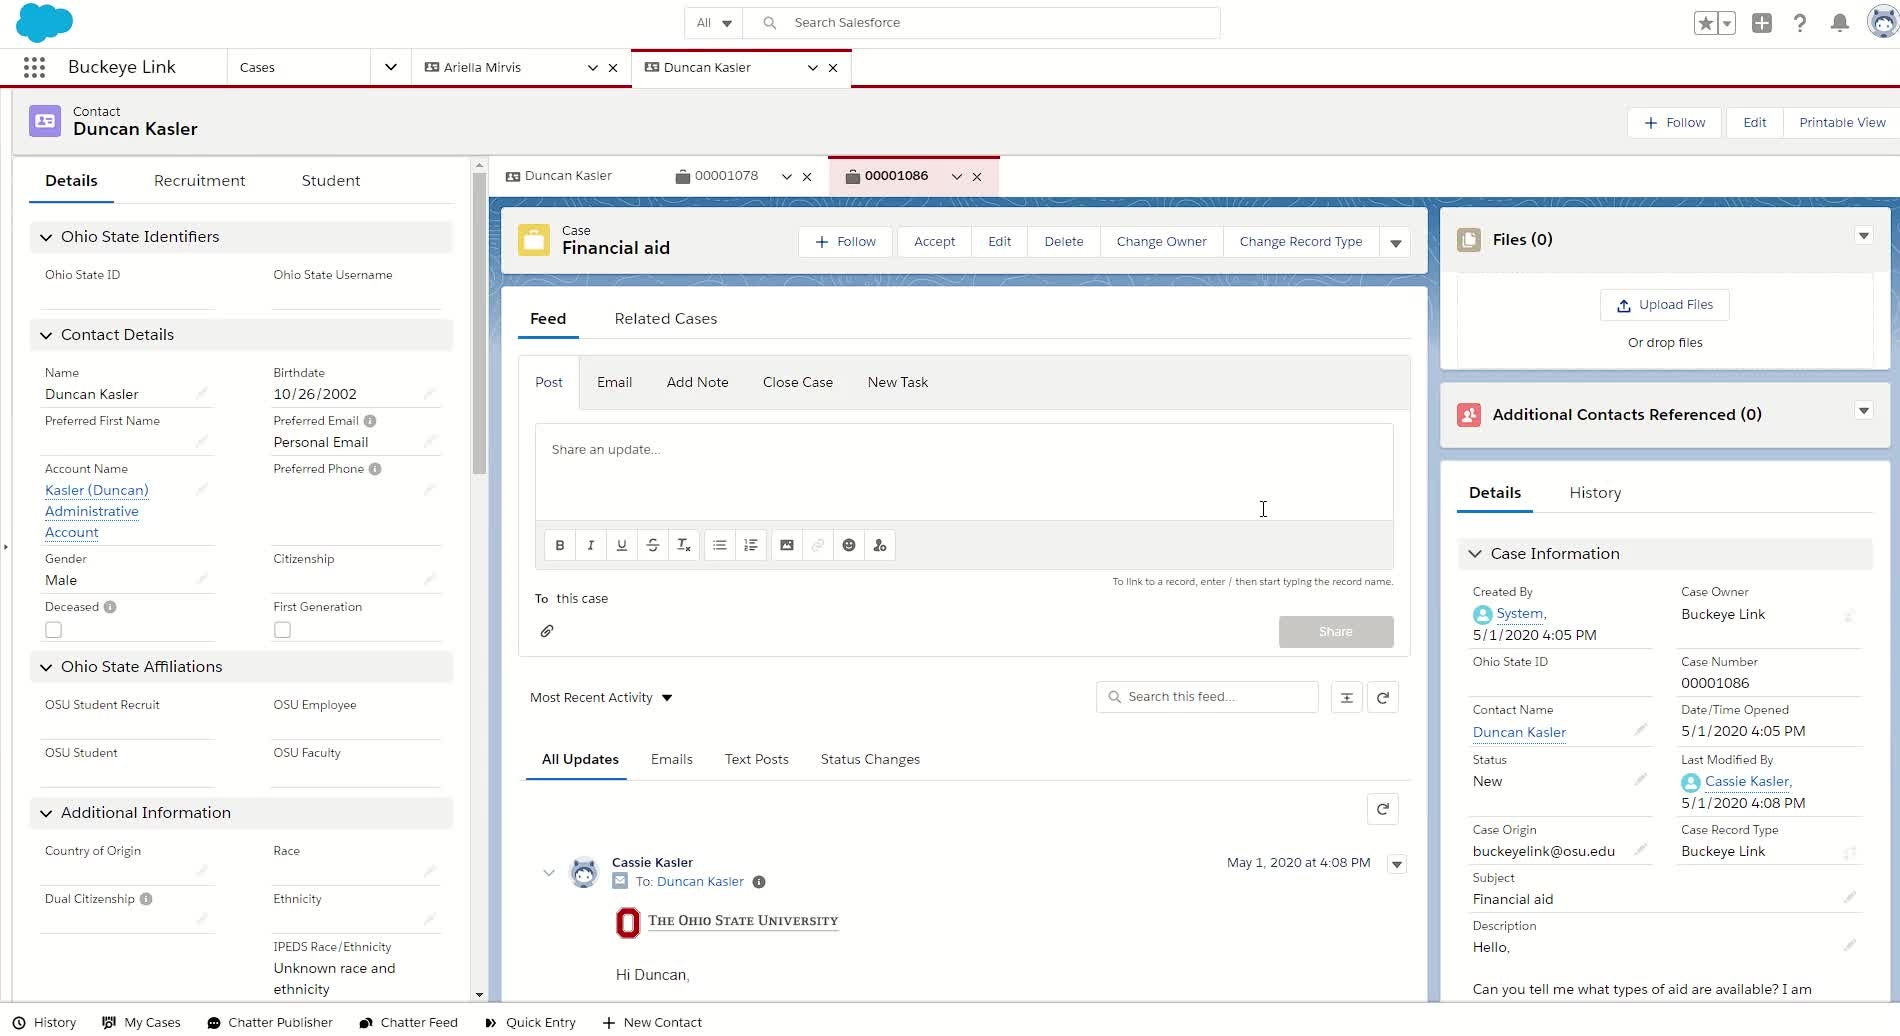 All
Search Salesforce
Buckeye Link
Cases
Ariella Mirvis
Duncan Kasler
Contact
Duncan Kasler
Follow
Edit
Printable View
Details
Recruitment
Student
Ohio State Identifiers
Ohio State ID
Ohio State Username
Contact Details
Name
Duncan Kasler
Birthdate
10/26/2002
Preferred First Name
Preferred Email
Personal Email
Account Name
Kasler (Duncan)
Administrative
Account
Preferred Phone
Gender
Male
Citizenship
Deceased
First Generation
Ohio State Affiliations
OSU Student Recruit
OSU Employee
OSU Student
OSU Faculty
Additional Information
Country of Origin
Race
Dual Citizenship
Ethnicity
IPEDS Race/Ethnicity
Unknown race and
ethnicity
Duncan Kasler
00001078
00001086
Case
Financial aid
Follow
Accept
Edit
Delete
Change Owner
Change Record Type
Feed
Related Cases
Post
Email
Add Note
Close Case
New Task
Share an update...
B
I
U
S
Tx
To link to a record, enter / then start typing the record name.
To this case
Share
Most Recent Activity
Search this feed...
All Updates
Emails
Text Posts
Status Changes
Cassie Kasler
May 1, 2020 at 4:08 PM
To: Duncan Kasler
THE OHIO STATE UNIVERSITY
Hi Duncan,
Files (0)
Upload Files
Or drop files
Additional Contacts Referenced (0)
Details
History
Case Information
Created By
System,
5/1/2020 4:05 PM
Case Owner
Buckeye Link
Ohio State ID
Case Number
00001086
Contact Name
Duncan Kasler
Date/Time Opened
5/1/2020 4:05 PM
Status
New
Last Modified By
Cassie Kasler,
5/1/2020 4:08 PM
Case Origin
buckeyelink@osu.edu
Case Record Type
Buckeye Link
Subject
Financial aid
Description
Hello,
Can you tell me what types of aid are available? I am
History
My Cases
Chatter Publisher
Chatter Feed
Quick Entry
New Contact